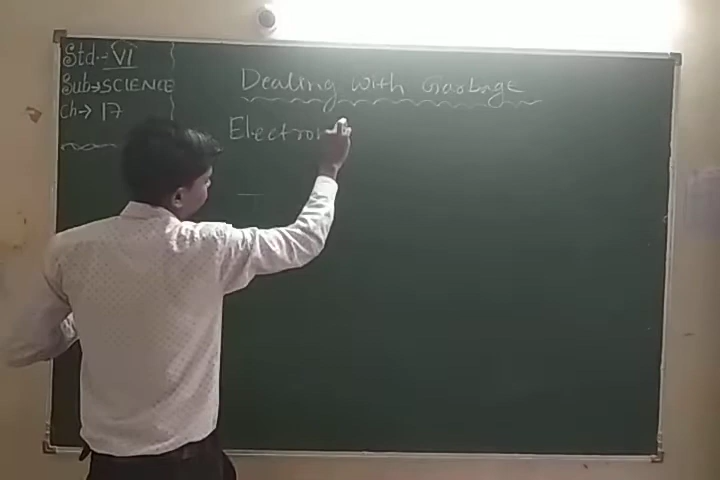 Std.- VI
Sub→SCIENCE
Ch→ 17
Dealing with Garbage
Electron